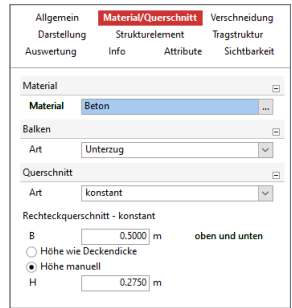 Allgemein Material/Querschnitt Verschneidung
Darstellung Strukturelement Tragstruktur
Auswertung Info Attribute Sichtbarkeit
Material
Material Beton ...
Balken
Art Unterzug
Querschnitt
Art konstant
Rechteckquerschnitt - konstant
B 0.5000 m oben und unten
Höhe wie Deckendicke
Höhe manuell
H 0.2750 m